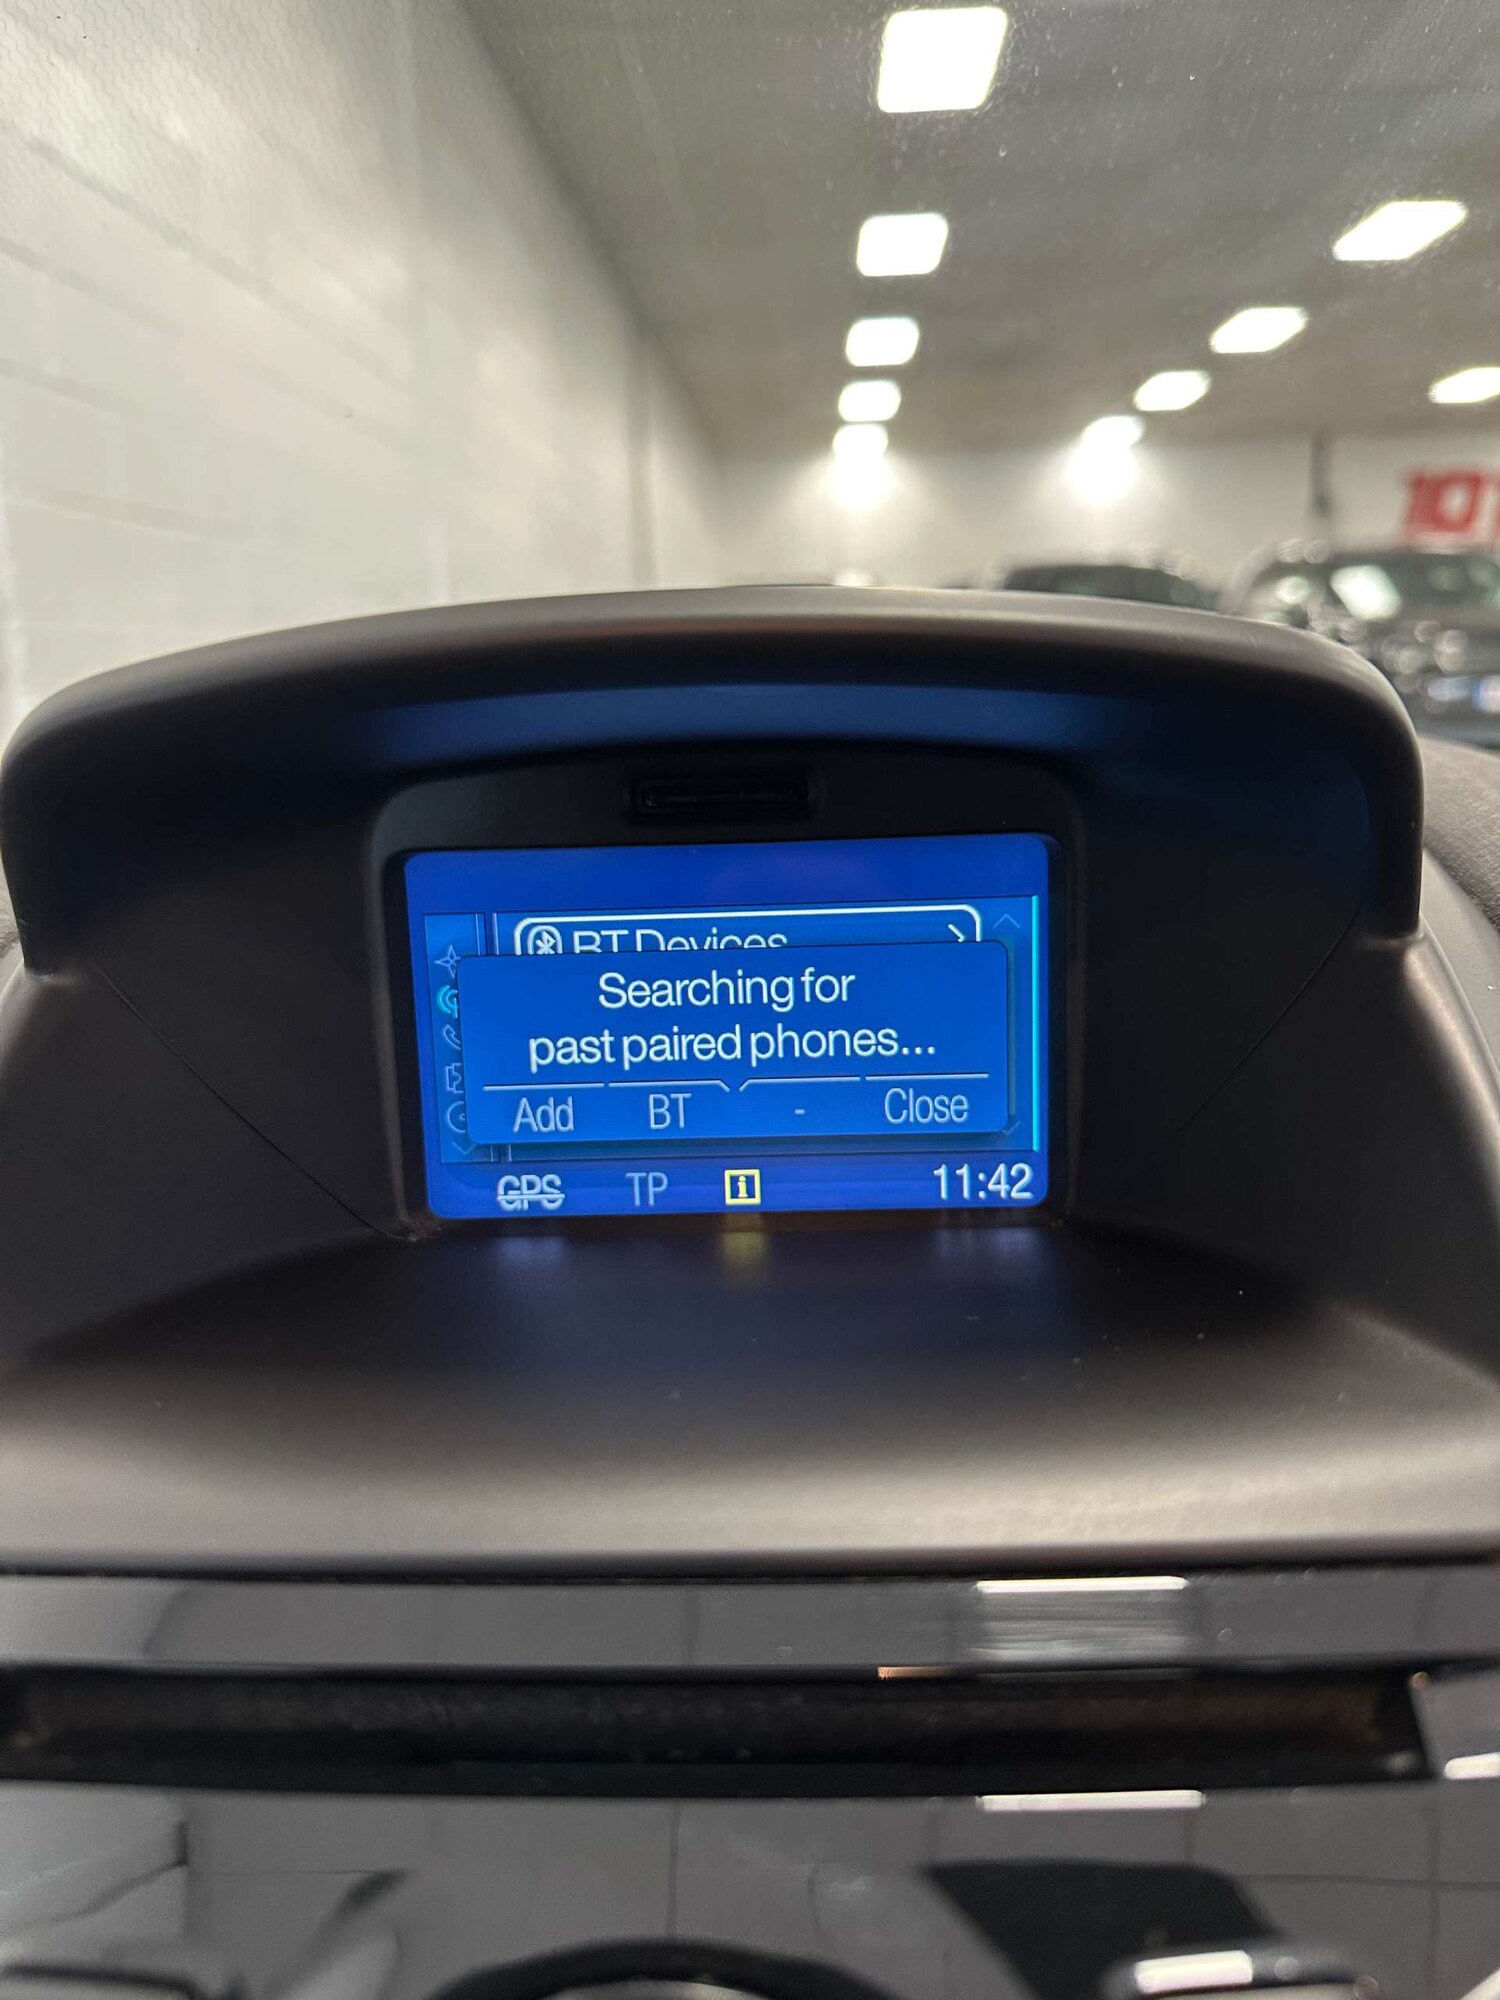 BT Devices
Searching for
past paired phones...
Add BT - Close
GPS TP i 11:42